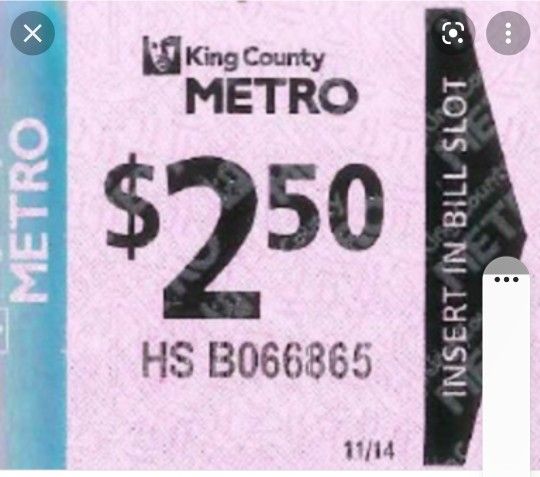 METRO
King County
METRO
$2.50
HS B066865
11/14
INSERT IN BILL SLOT